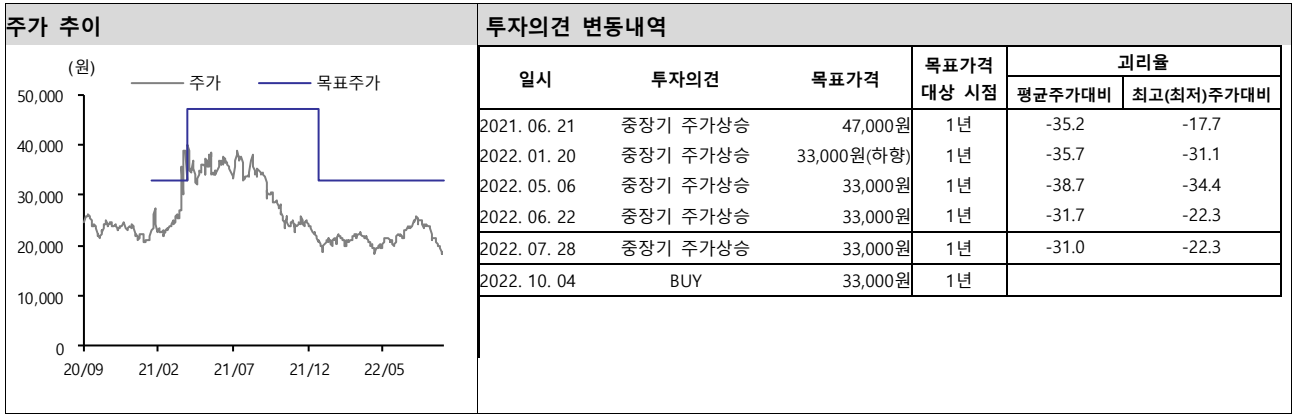 주가 추이
(원)
주가 목표주가
50,000
40,000
30,000
20,000
10,000
0
20/09 21/02 21/07 21/12 22/05
투자의견 변동내역
일시 투자의견 목표가격 목표가격 대상 시점 괴리율
평균주가대비 최고(최저)주가대비
2021. 06. 21 중장기 주가상승 47,000원 1년 -35.2 -17.7
2022. 01. 20 중장기 주가상승 33,000원(하향) 1년 -35.7 -31.1
2022. 05. 06 중장기 주가상승 33,000원 1년 -38.7 -34.4
2022. 06. 22 중장기 주가상승 33,000원 1년 -31.7 -22.3
2022. 07. 28 중장기 주가상승 33,000원 1년 -31.0 -22.3
2022. 10. 04 BUY 33,000원 1년